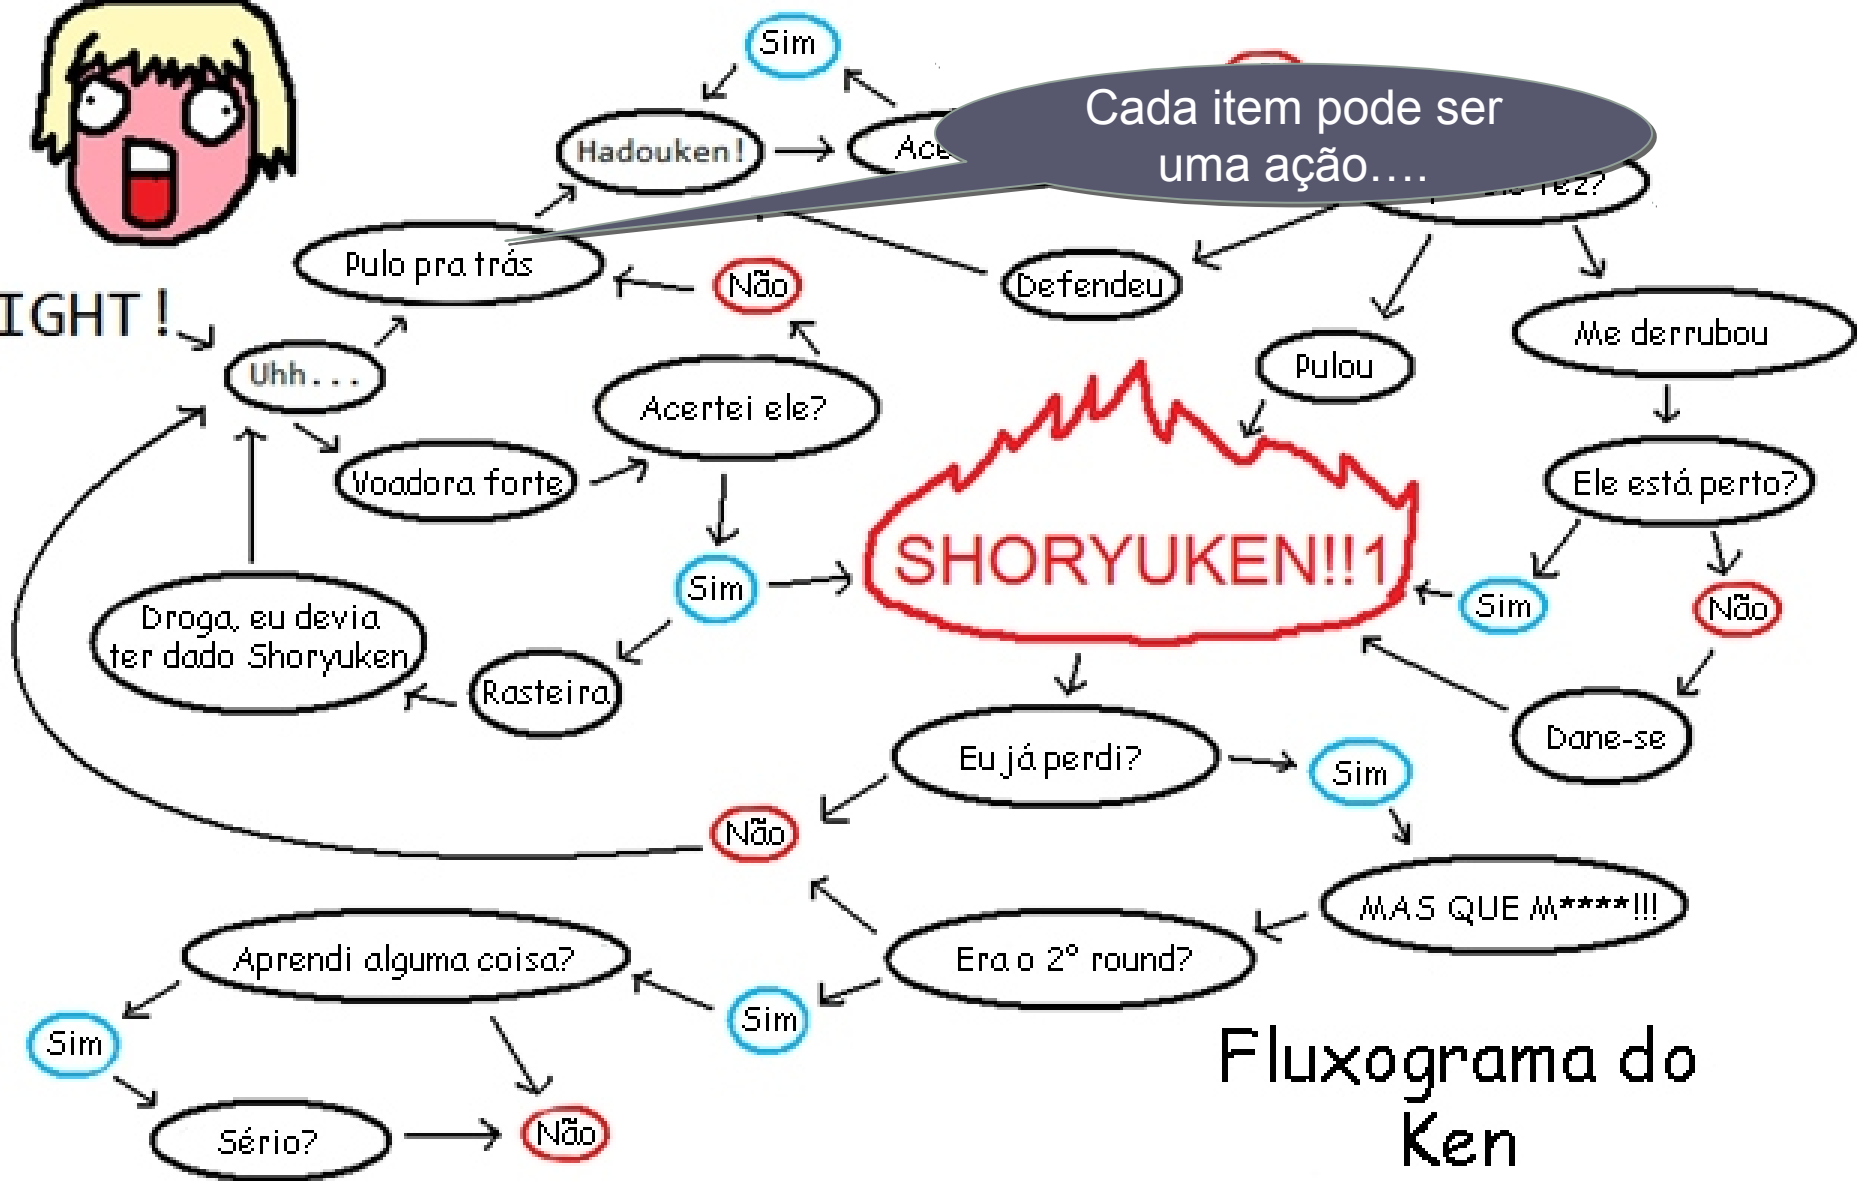 Sim
Cada item pode ser
uma ação....
Hadouken!
Pulo pra trás
Não
Defendeu
IGHT!
Me derrubou
Uhh...
Pulou
Acertei ele?
Voadora forte
Ele está perto?
SHORYUKEN!!1
Sim
Sim
Não
Droga, eu devia
ter dado Shoryuken
Rasteira
Dane-se
Eu já perdi?
Sim
Não
MAS QUE M****!!!
Aprendi alguma coisa?
Era o 2º round?
Sim
Sim
Fluxograma do
Ken
Sério?
Não